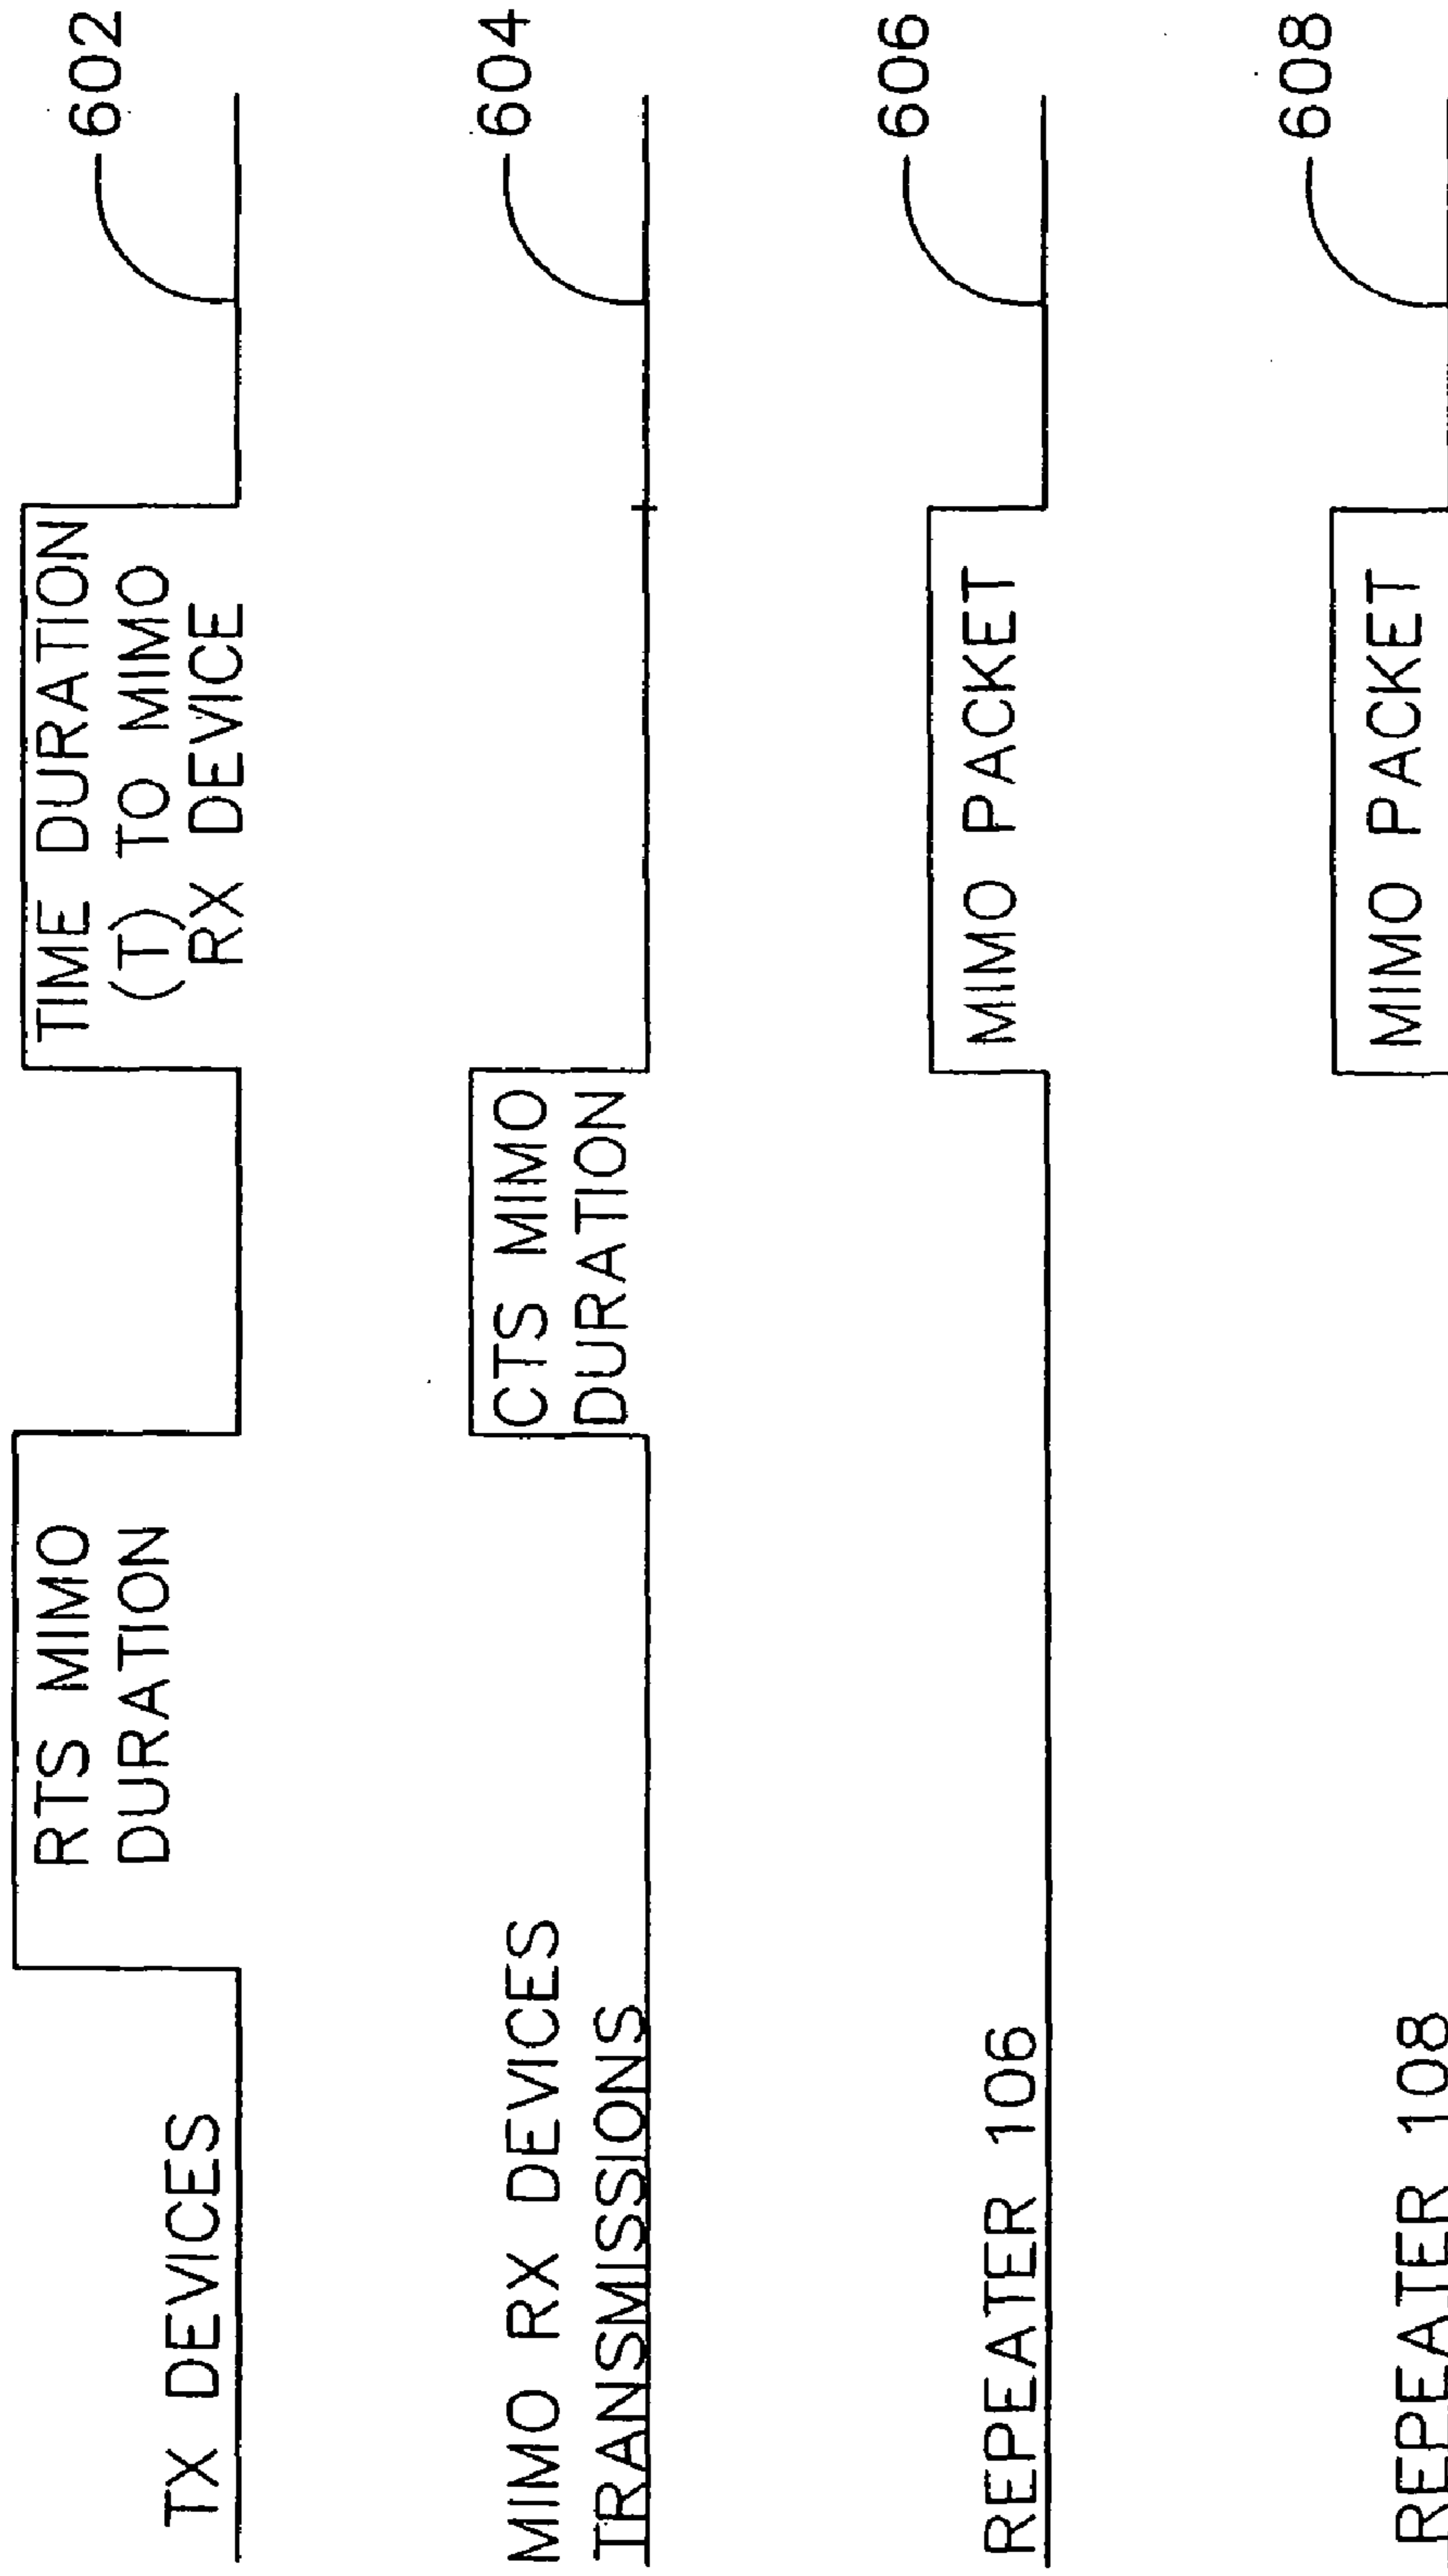 TX DEVICES
RTS MIMO
DURATION
TIME DURATION
(T) TO MIMO
RX DEVICE
602
MIMO RX DEVICES
TRANSMISSIONS
CTS MIMO
DURATION
604
REPEATER 106
MIMO PACKET
606
REPEATER 108
MIMO PACKET
608